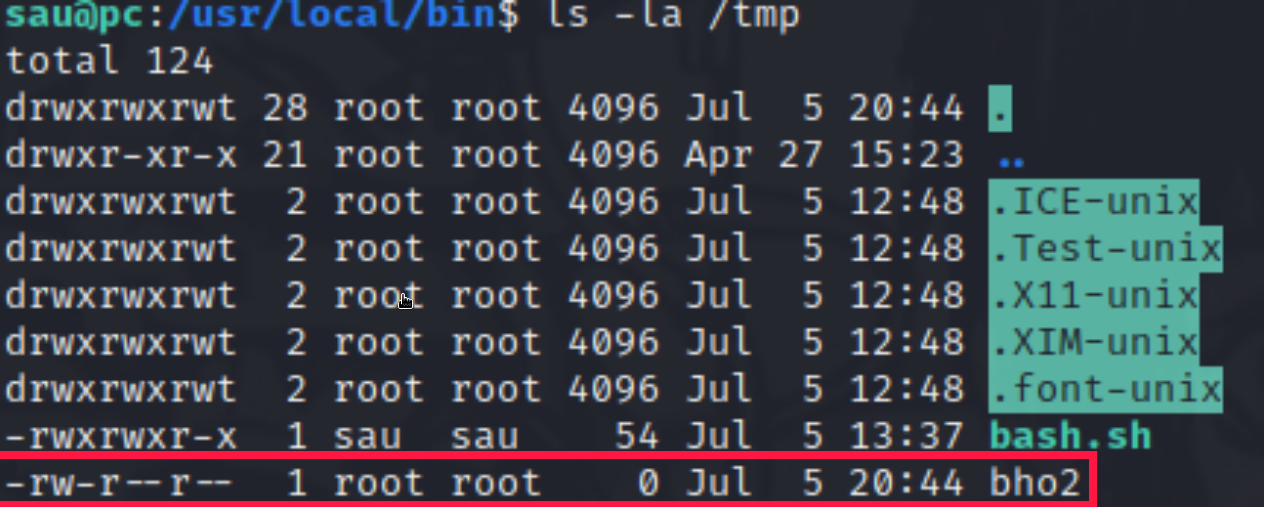 sau@pc:/usr/local/bin$ ls -la /tmp
total 124
drwxrwxrwt 28 root root 4096 Jul  5 20:44 .
drwxr-xr-x 21 root root 4096 Apr 27 15:23 ..
drwxrwxrwt  2 root root 4096 Jul  5 12:48 .ICE-unix
drwxrwxrwt  2 root root 4096 Jul  5 12:48 .Test-unix
drwxrwxrwt  2 root root 4096 Jul  5 12:48 .X11-unix
drwxrwxrwt  2 root root 4096 Jul  5 12:48 .XIM-unix
drwxrwxrwt  2 root root 4096 Jul  5 12:48 .font-unix
-rwxrwxr-x  1 sau  sau    54 Jul  5 13:37 bash.sh
-rw-r--r--  1 root root    0 Jul  5 20:44 bho2